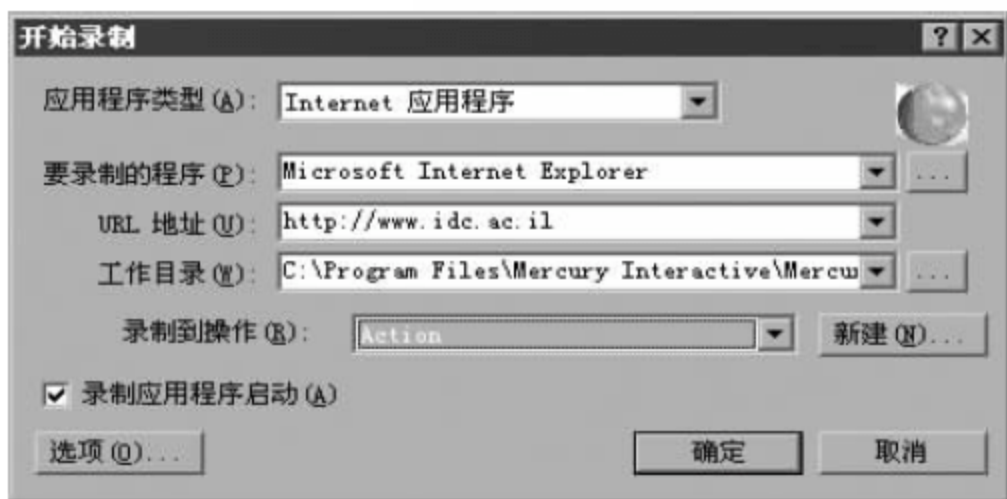 开始录制
应用程序类型(A): Internet 应用程序
要录制的程序(P): Microsoft Internet Explorer ...
URL 地址(U): http://www.idc.ac.il
工作目录(W): C:\Program Files\Mercury Interactive\Mercu ...
录制到操作(R): Action 新建(N)...
录制应用程序启动(A)
选项(O)... 确定 取消